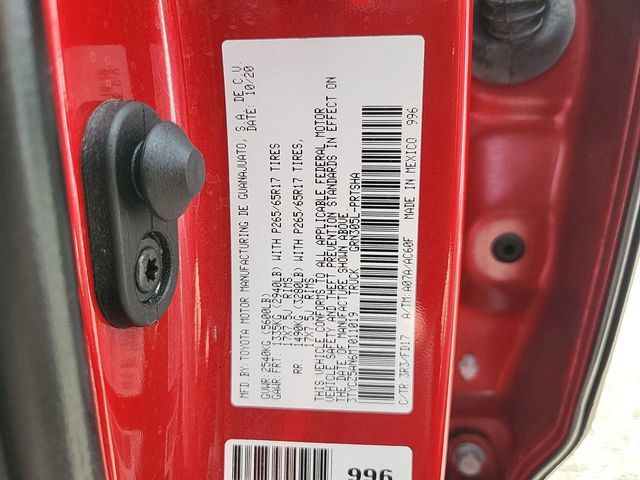 MFD. BY: TOYOTA MOTOR MANUFACTURING DE GUANAJUATO, S.A. DE C.V.
DATE: 10/20
GVWR:2540KG(5600LB)
GAWR FRT 1335KG(2940LB) WITH P265/65R17 TIRES,
17X7.5J RIMS
RR 1490KG(3280LB) WITH P265/65R17 TIRES,
17X7.5J RIMS
THIS VEHICLE CONFORMS TO ALL APPLICABLE FEDERAL MOTOR
VEHICLE SAFETY AND THEFT PREVENTION STANDARDS IN EFFECT ON
THE DATE OF MANUFACTURE SHOWN ABOVE.
3TYCZ5AN6MT011019 TRUCK GRN305L-PRTSHA
C/TR:3R3/FD17 A/TM:A07A/AC60F MADE IN MEXICO 996
996